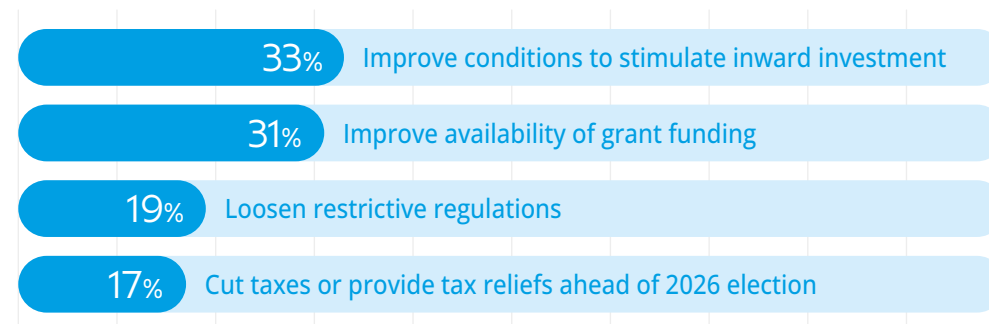 33% Improve conditions to stimulate inward investment
31% Improve availability of grant funding
19% Loosen restrictive regulations
17% Cut taxes or provide tax reliefs ahead of 2026 election